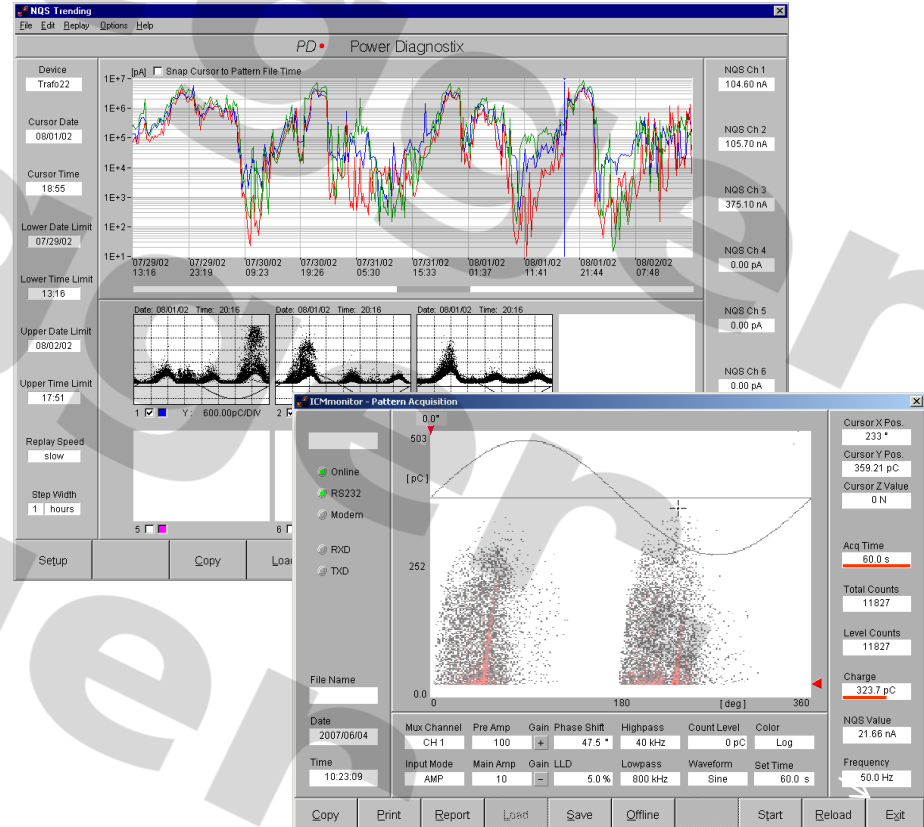 NQS Trending
File Edit Replay Options Help
PD• Power Diagnostix
Device
Trafo22
Cursor Date
08/01/02
Cursor Time
18:55
Lower Date Limit
07/29/02
Lower Time Limit
13:16
Upper Date Limit
08/02/02
Upper Time Limit
17:51
Replay Speed
slow
Step Width
1 hours
[pA] Snap Cursor to Pattern File Time
1E+7
1E+6
1E+5
1E+4
1E+3
1E+2
1E+1
07/29/02 07/29/02 07/30/02 07/30/02 07/31/02 07/31/02 08/01/02 08/01/02 08/01/02 08/02/02
13:16 23:19 09:23 19:26 05:30 15:33 01:37 11:41 21:44 07:48
NQS Ch 1
104.60 nA
NQS Ch 2
105.70 nA
NQS Ch 3
375.10 nA
NQS Ch 4
0.00 pA
NQS Ch 5
0.00 pA
NQS Ch 6
0.00 pA
Date: 08/01/02 Time: 20:16 Date: 08/01/02 Time: 20:16 Date: 08/01/02 Time: 20:16
1 Y: 600.00pC/DIV 2
5 6
Setup Copy Loa
ICMmonitor - Pattern Acquisition
Online
RS232
Modem
RXD
TXD
File Name
Date
2007/06/04
Time
10:23:09
0.0°
503
[pC]
252
0.0
0 180 [deg] 360
Cursor X Pos.
233 °
Cursor Y Pos.
359.21 pC
Cursor Z Value
0 N
Acq Time
60.0 s
Total Counts
11827
Level Counts
11827
Charge
323.7 pC
NQS Value
21.66 nA
Frequency
50.0 Hz
Mux Channel Pre Amp Gain Phase Shift Highpass Count Level Color
CH 1 100 + 47.5 ° 40 kHz 0 pC Log
Input Mode Main Amp Gain LLD Lowpass Waveform Set Time
AMP 10 – 5.0 % 800 kHz Sine 60.0 s
Copy Print Report Load Save Offline Start Reload Exit